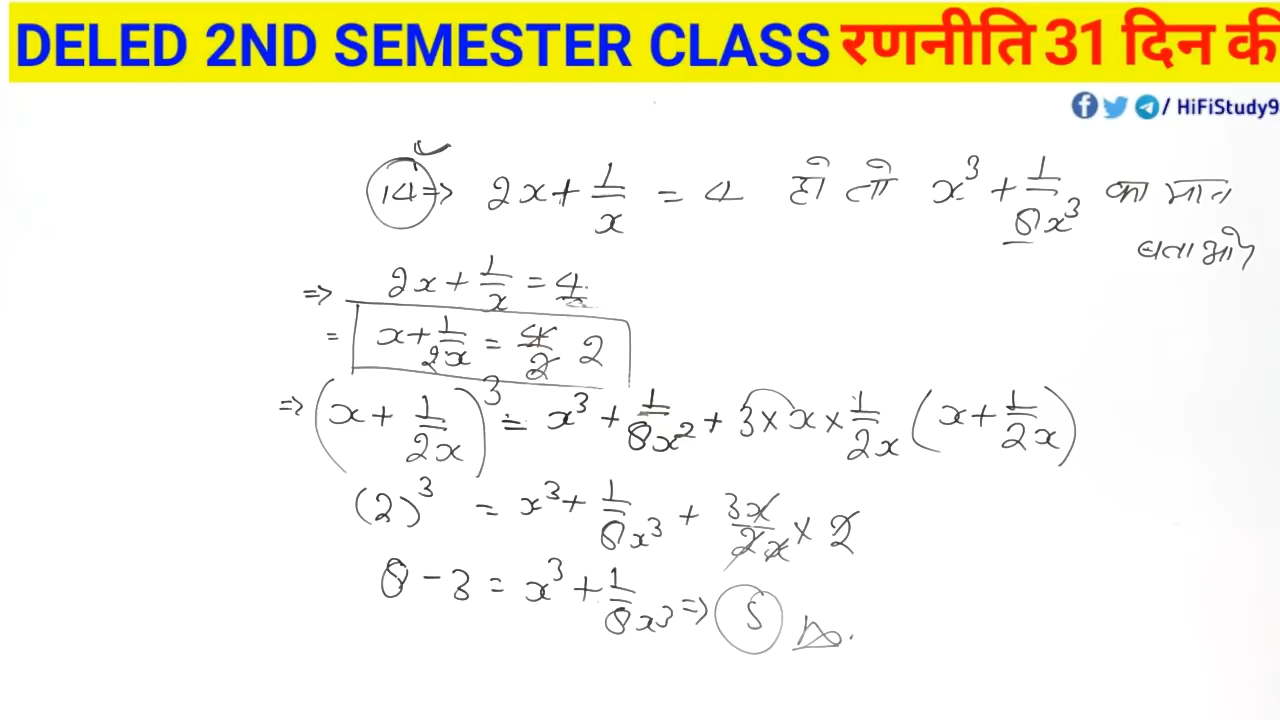 DELED 2ND SEMESTER CLASS रणनीति 31 दिन की
/ HiFiStudy9
14 => 2x + 1/x = 4 हो तो x³ + 1/8x³ का मान
बताओ?
=> 2x + 1/x = 4
= x + 1/2x = 4/2 2
=> (x + 1/2x)³ = x³ + 1/8x² + 3 × x × 1/2x (x + 1/2x)
(2)³ = x³ + 1/8x³ + 3x/2x × 2
8 - 3 = x³ + 1/8x³ => 5